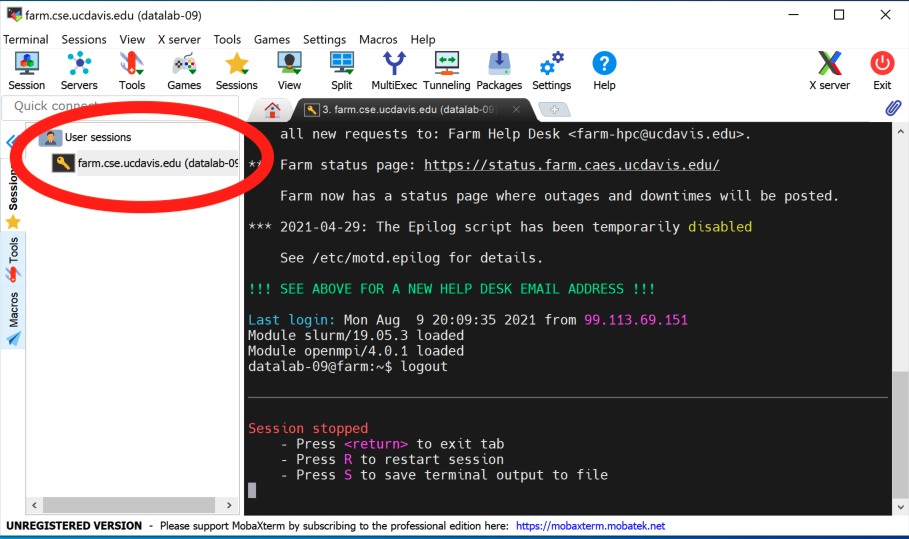 farm.cse.ucdavis.edu (datalab-09)
Terminal Sessions View X server Tools Games Settings Macros Help
Session Servers Tools Games Sessions View Split MultiExec Tunneling Packages Settings Help X server Exit
Quick connect...
3. farm.cse.ucdavis.edu (datalab-09
User sessions
farm.cse.ucdavis.edu (datalab-09
Sessions
Tools
Macros
all new requests to: Farm Help Desk <farm-hpc@ucdavis.edu>.
** Farm status page: https://status.farm.caes.ucdavis.edu/
Farm now has a status page where outages and downtimes will be posted.
*** 2021-04-29: The Epilog script has been temporarily disabled
See /etc/motd.epilog for details.
!!! SEE ABOVE FOR A NEW HELP DESK EMAIL ADDRESS !!!
Last login: Mon Aug  9 20:09:35 2021 from 99.113.69.151
Module slurm/19.05.3 loaded
Module openmpi/4.0.1 loaded
datalab-09@farm:~$ logout
Session stopped
- Press <return> to exit tab
- Press R to restart session
- Press S to save terminal output to file
UNREGISTERED VERSION - Please support MobaXterm by subscribing to the professional edition here: https://mobaxterm.mobatek.net